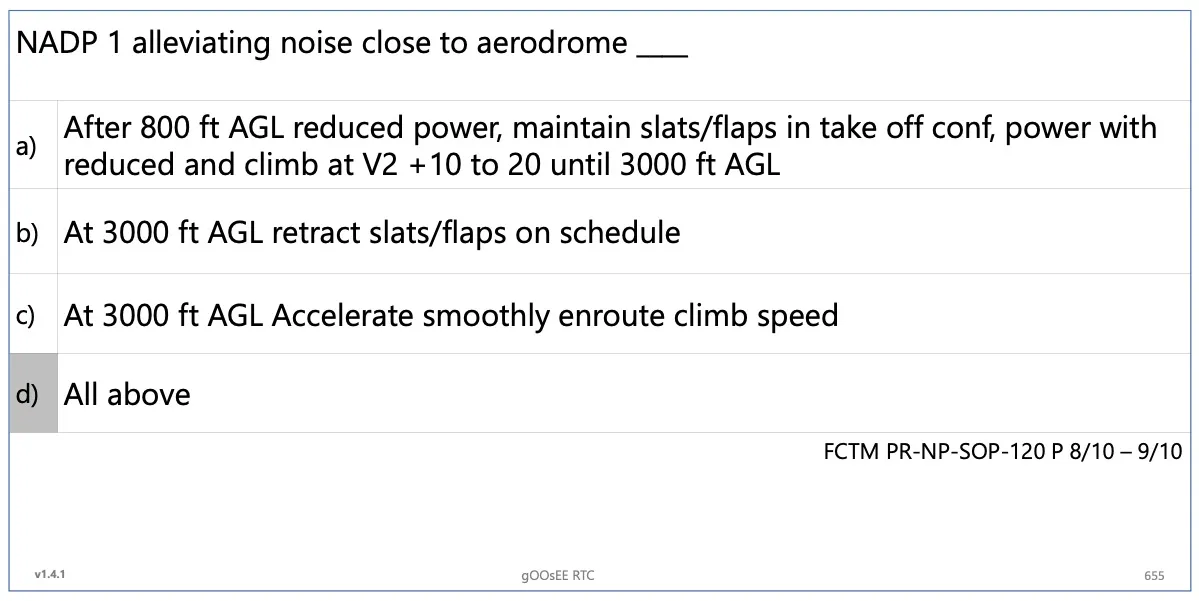 NADP 1 alleviating noise close to aerodrome ____
a) After 800 ft AGL reduced power, maintain slats/flaps in take off conf, power with
reduced and climb at V2 +10 to 20 until 3000 ft AGL
b) At 3000 ft AGL retract slats/flaps on schedule
c) At 3000 ft AGL Accelerate smoothly enroute climb speed
d) All above
FCTM PR-NP-SOP-120 P 8/10 – 9/10
v1.4.1 gOOsEE RTC 655